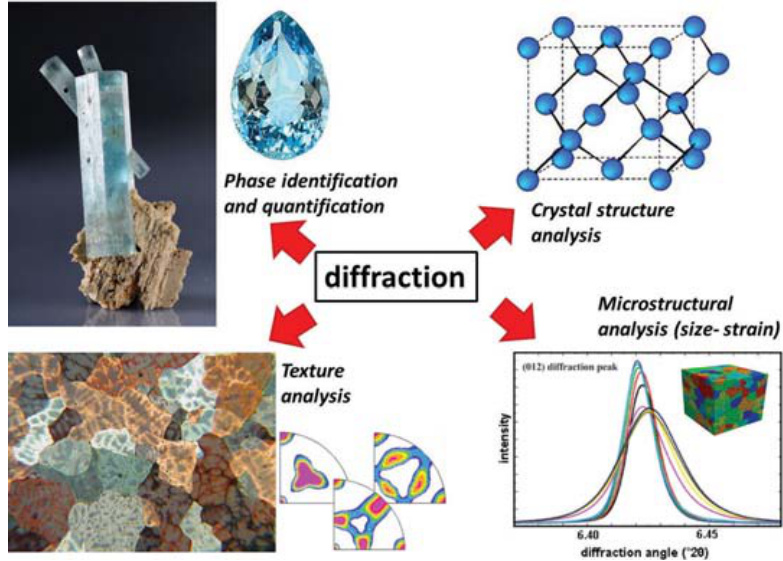 Phase identification
and quantification
Crystal structure
analysis
diffraction
Texture
analysis
Microstructural
analysis (size- strain)
(012) diffraction peak
intensity
6.40
6.45
diffraction angle (°2θ)